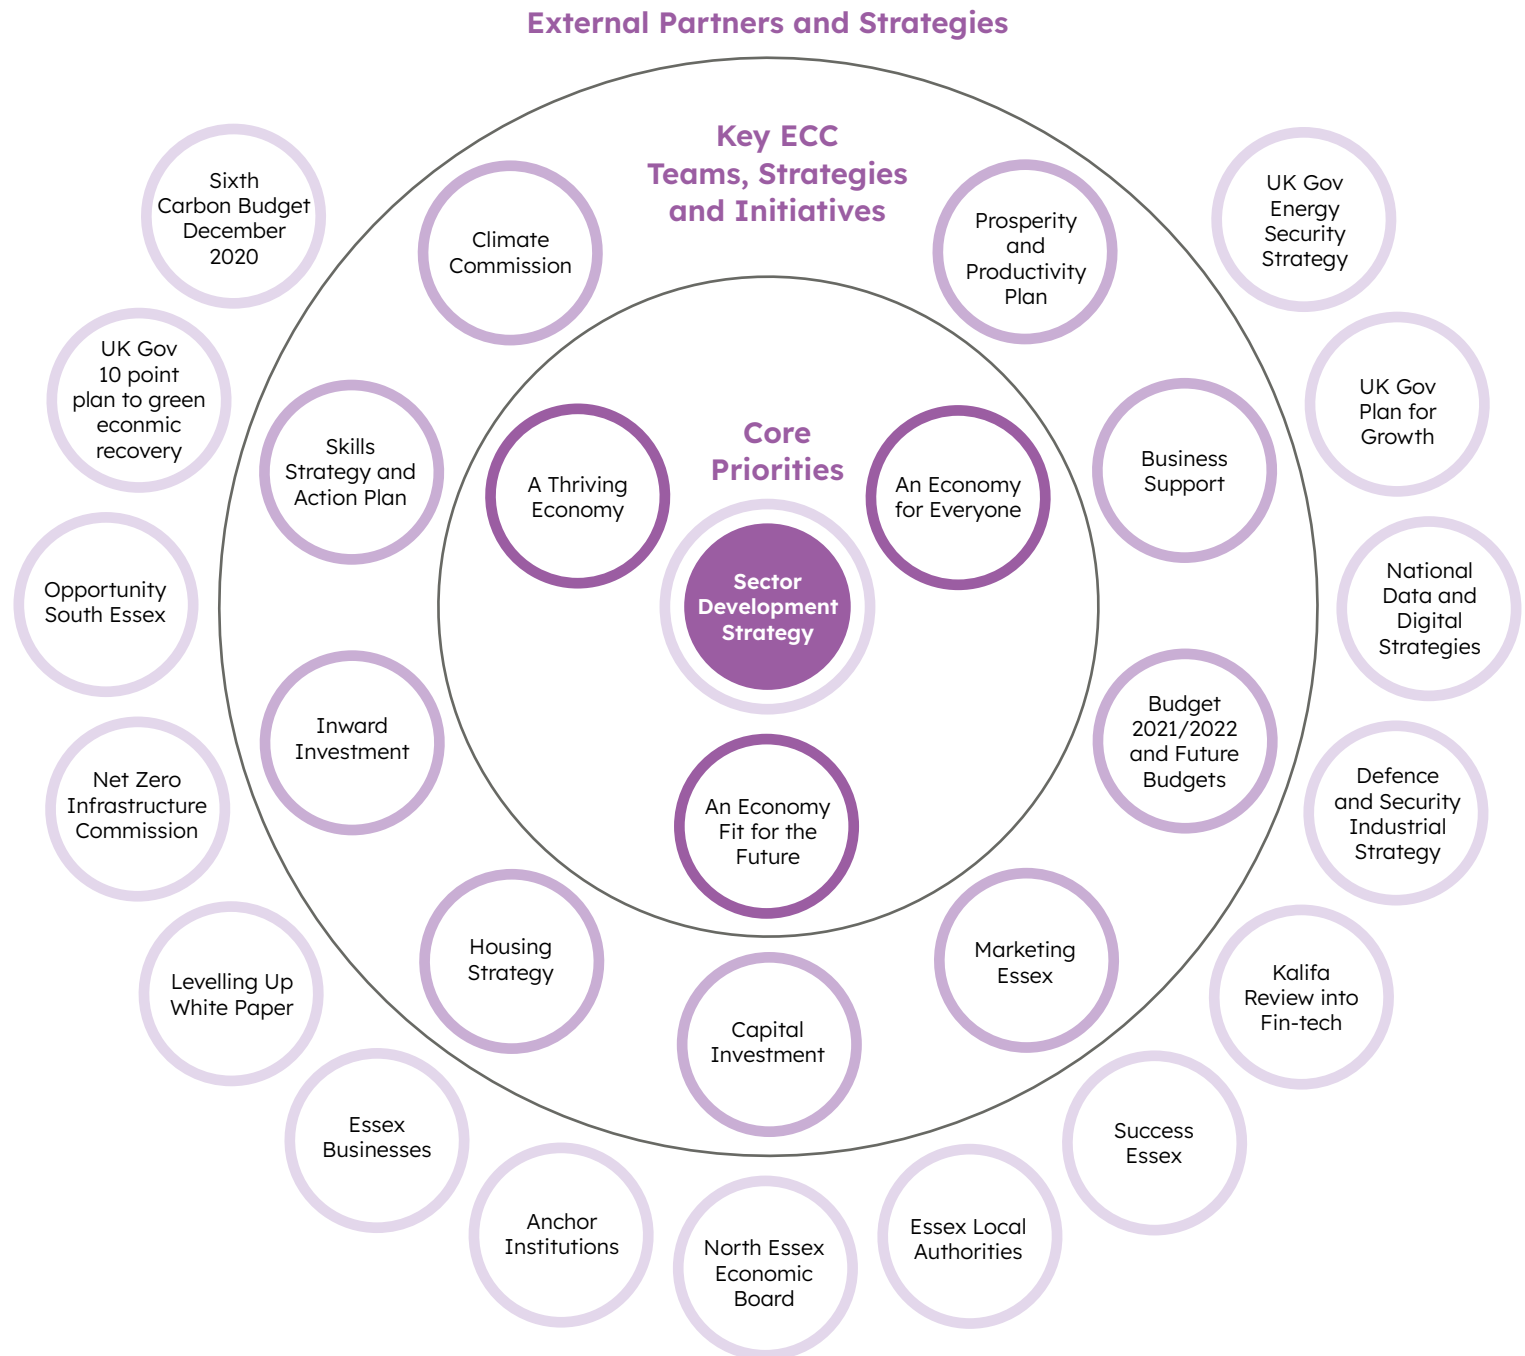 External Partners and Strategies
Key ECC
Teams, Strategies
and Initiatives
Core
Priorities
Sector
Development
Strategy
A Thriving
Economy
An Economy
for Everyone
An Economy
Fit for the
Future
Climate
Commission
Prosperity
and
Productivity
Plan
Skills
Strategy and
Action Plan
Business
Support
Inward
Investment
Budget
2021/2022
and Future
Budgets
Housing
Strategy
Marketing
Essex
Capital
Investment
Sixth
Carbon Budget
December
2020
UK Gov
Energy
Security
Strategy
UK Gov
10 point
plan to green
econmic
recovery
UK Gov
Plan for
Growth
Opportunity
South Essex
National
Data and
Digital
Strategies
Net Zero
Infrastructure
Commission
Defence
and Security
Industrial
Strategy
Levelling Up
White Paper
Kalifa
Review into
Fin-tech
Essex
Businesses
Success
Essex
Anchor
Institutions
North Essex
Economic
Board
Essex Local
Authorities